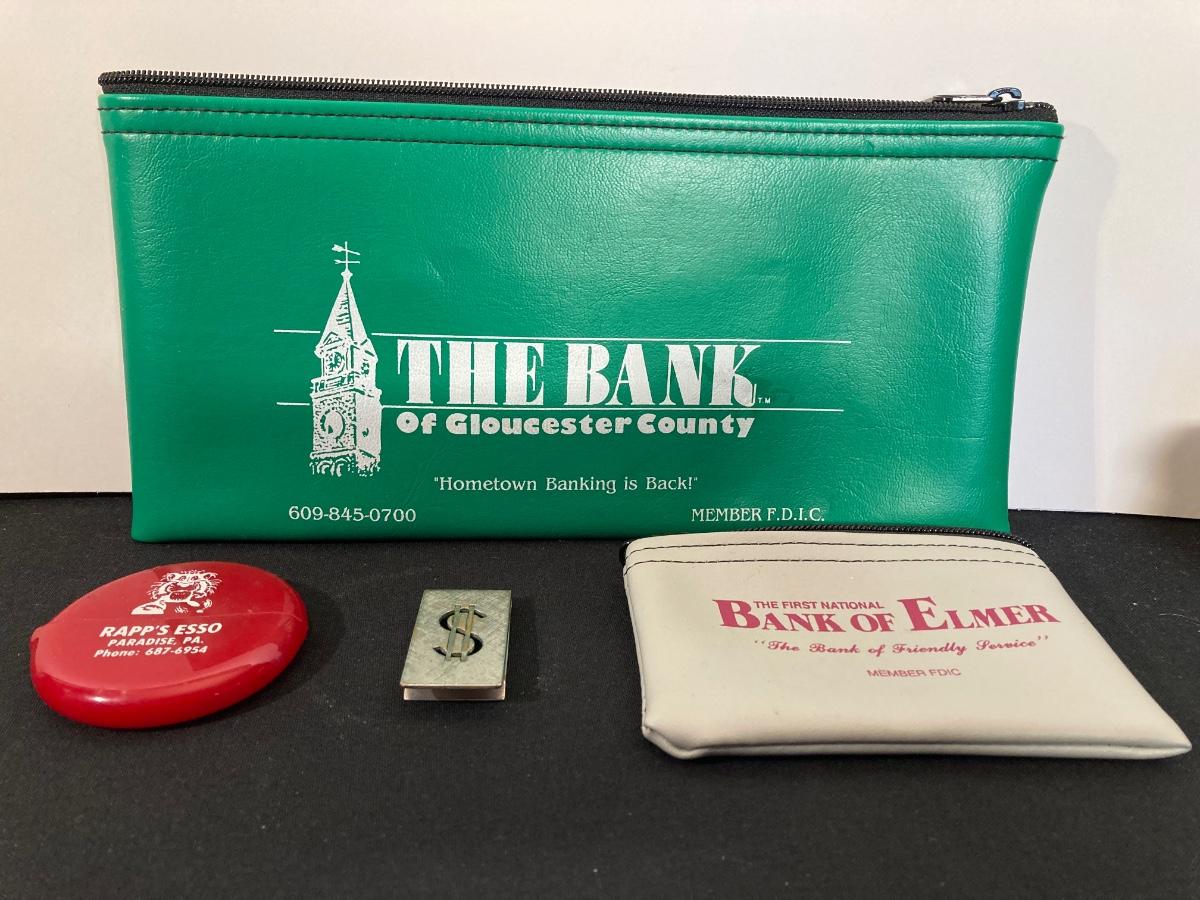 THE BANK TM
Of Gloucester County
"Hometown Banking is Back!"
609-845-0700
MEMBER F.D.I.C.
RAPP'S ESSO
PARADISE, PA.
Phone: 687-6954
$
THE FIRST NATIONAL
BANK OF ELMER
"The Bank of Friendly Service"
MEMBER FDIC